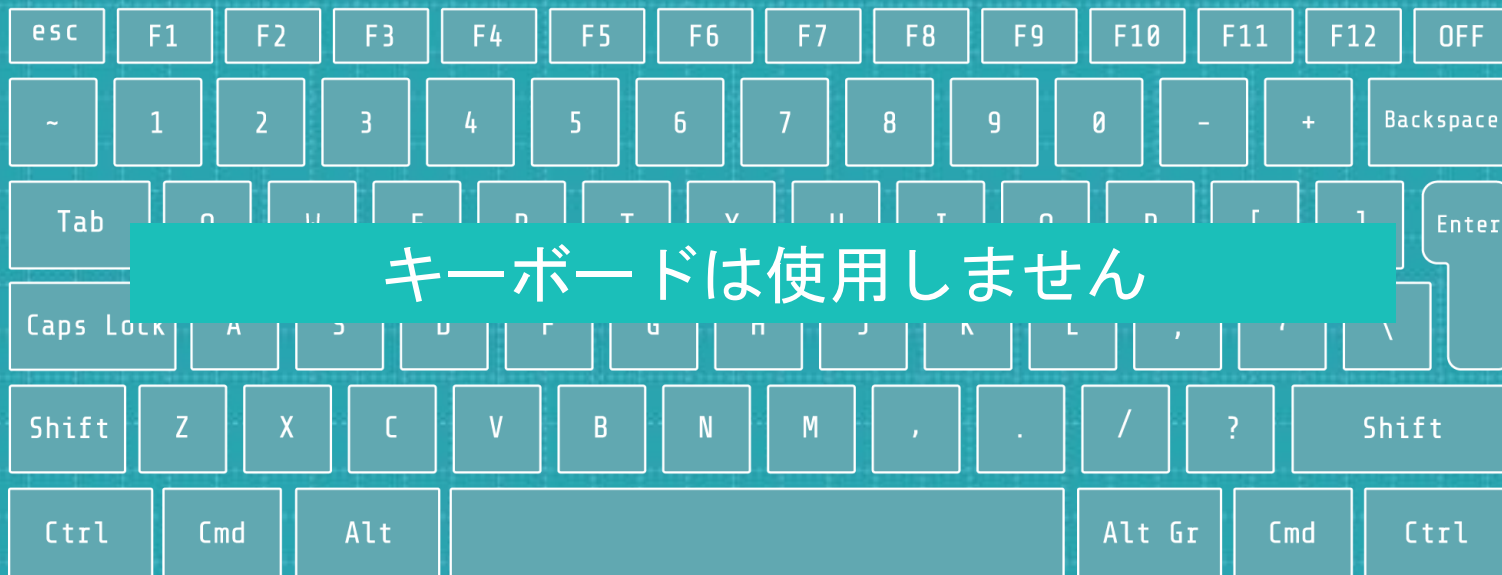 esc F1 F2 F3 F4 F5 F6 F7 F8 F9 F10 F11 F12 OFF
~ 1 2 3 4 5 6 7 8 9 0 - + Backspace
Tab Enter
キーボードは使用しません
Caps Lock
Shift Z X C V B N M , . / ? Shift
Ctrl Cmd Alt Alt Gr Cmd Ctrl